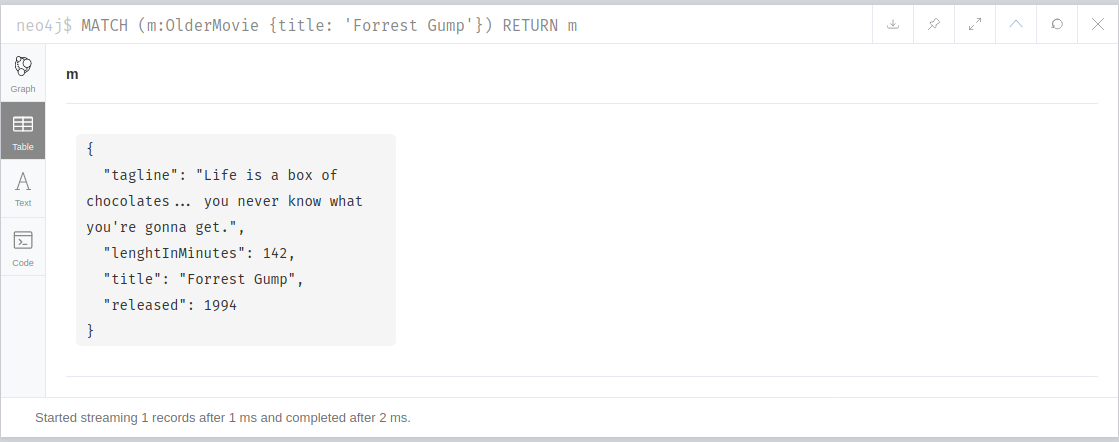 neo4j$ MATCH (m:OlderMovie {title: 'Forrest Gump'}) RETURN m
Graph
Table
Text
Code
m
{
"tagline": "Life is a box of
chocolates... you never know what
you're gonna get.",
"lenghtInMinutes": 142,
"title": "Forrest Gump",
"released": 1994
}
Started streaming 1 records after 1 ms and completed after 2 ms.